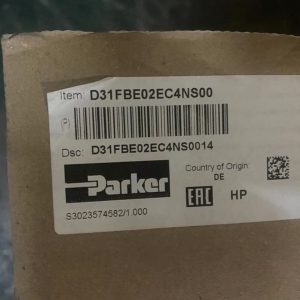 Item: D31FBE02EC4NS00
(P)
Dsc: D31FBE02EC4NS0014
Country of Origin:
DE
Parker
EAC HP
S3023574582/1.000